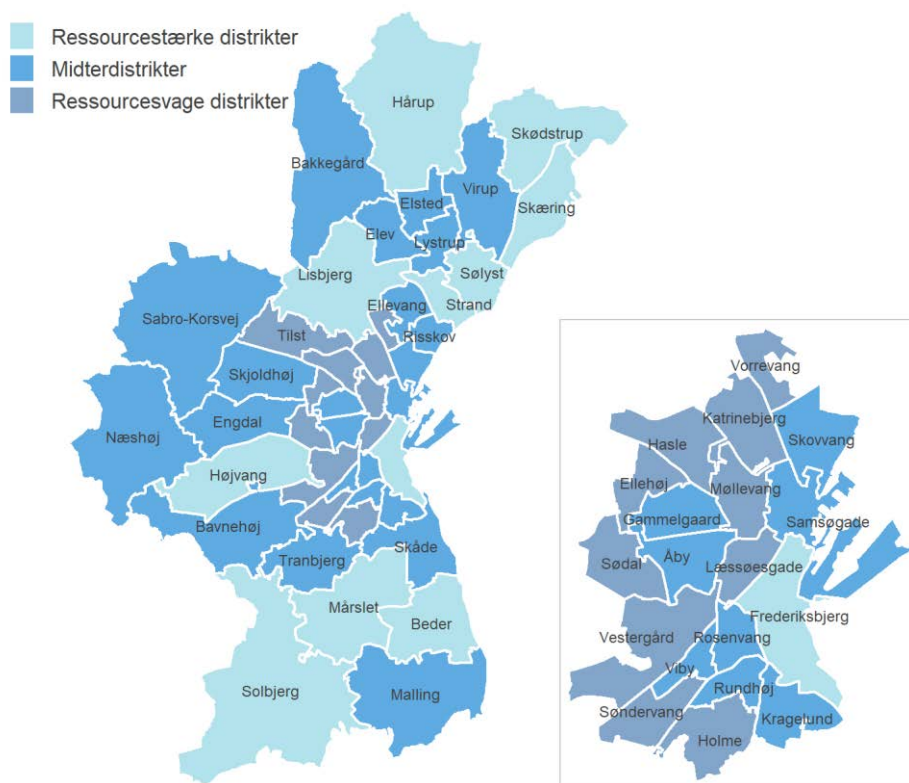 Ressourcestærke distrikter
Midterdistrikter
Ressourcesvage distrikter
Hårup
Skødstrup
Bakkegård
Virup
Elsted
Skæring
Elev
Lystrup
Sølyst
Lisbjerg
Strand
Ellevang
Sabro-Korsvej
Tilst
Risskov
Skjoldhøj
Engdal
Næshøj
Højvang
Bavnehøj
Skåde
Tranbjerg
Mårslet
Beder
Solbjerg
Malling
Vorrevang
Katrinebjerg
Skovvang
Hasle
Ellehøj
Møllevang
Gammelgaard
Samsøgade
Åby
Læssøesgade
Sødal
Frederiksbjerg
Vestergård
Rosenvang
Viby
Rundhøj
Søndervang
Kragelund
Holme